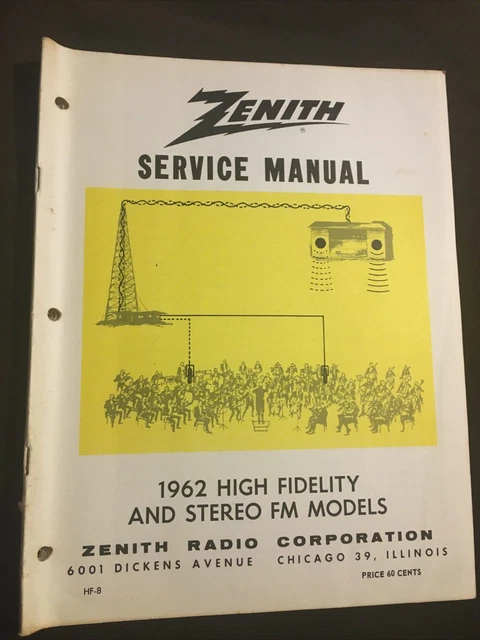 ZENITH
®
SERVICE MANUAL
1962 HIGH FIDELITY
AND STEREO FM MODELS
ZENITH RADIO CORPORATION
6001 DICKENS AVENUE CHICAGO 39, ILLINOIS
HF-8
PRICE 60 CENTS